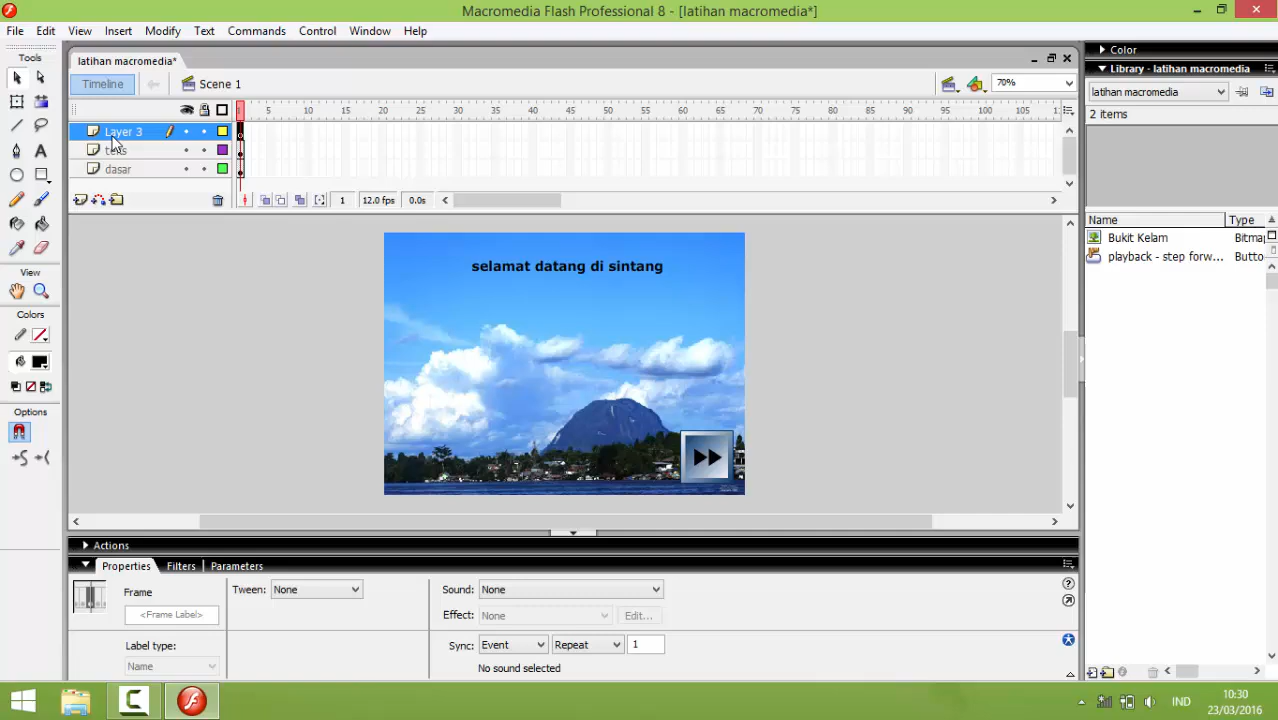 Macromedia Flash Professional 8 - [latihan macromedia*]
File Edit View Insert Modify Text Commands Control Window Help
Tools
View
Colors
Options
latihan macromedia*
Timeline Scene 1 70%
1 5 10 15 20 25 30 35 40 45 50 55 60 65 70 75 80 85 90 95 100 105
Layer 3
dasar
1 12.0 fps 0.0s
selamat datang di sintang
Actions
Properties Filters Parameters
Frame
<Frame Label>
Label type:
Name
Tween: None
Sound: None
Effect: None Edit...
Sync: Event Repeat 1
No sound selected
Color
Library - latihan macromedia
latihan macromedia
2 items
Name Type
Bukit Kelam Bitmap
playback - step forw... Butto
IND
10:30
23/03/2016